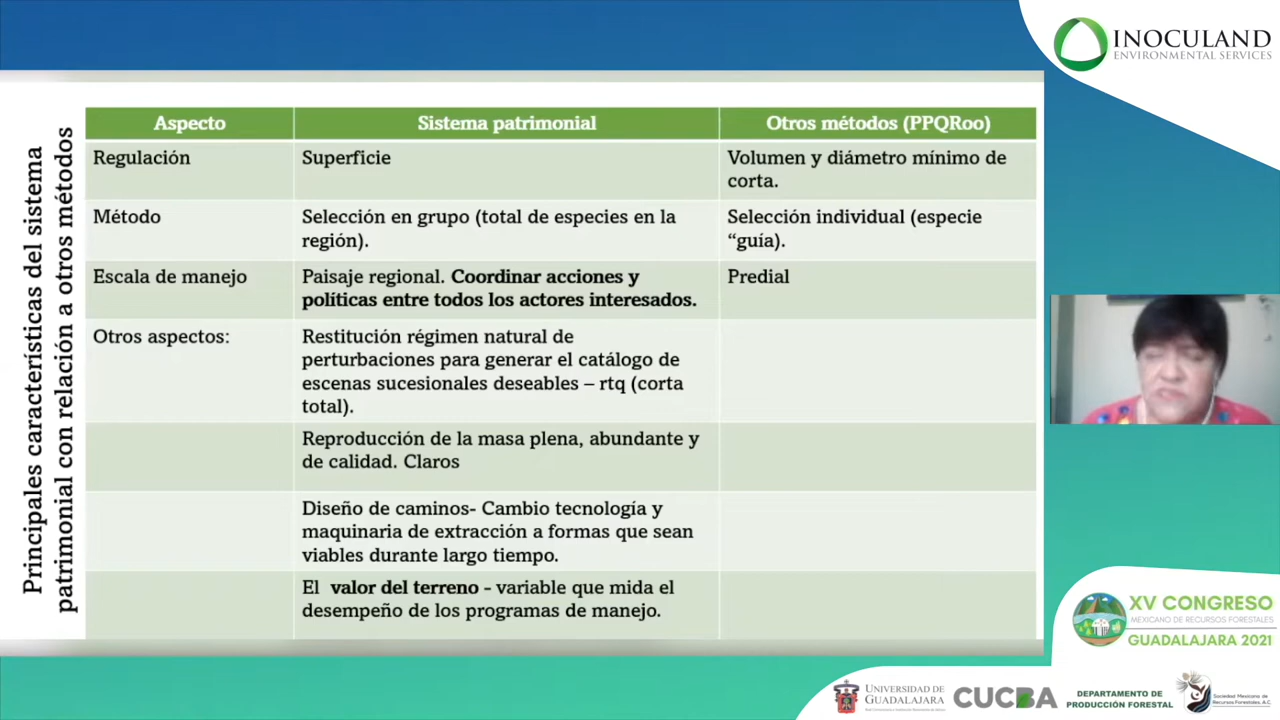 INOCULAND
ENVIRONMENTAL SERVICES
Principales características del sistema
patrimonial con relación a otros métodos
Aspecto
Sistema patrimonial
Otros métodos (PPQRoo)
Regulación
Superficie
Volumen y diámetro mínimo de
corta.
Método
Selección en grupo (total de especies en la
región).
Selección individual (especie
“guía).
Escala de manejo
Paisaje regional. Coordinar acciones y
políticas entre todos los actores interesados.
Predial
Otros aspectos:
Restitución régimen natural de
perturbaciones para generar el catálogo de
escenas sucesionales deseables – rtq (corta
total).
Reproducción de la masa plena, abundante y
de calidad. Claros
Diseño de caminos- Cambio tecnología y
maquinaria de extracción a formas que sean
viables durante largo tiempo.
El valor del terreno - variable que mida el
desempeño de los programas de manejo.
XV CONGRESO
MEXICANO DE RECURSOS FORESTALES
GUADALAJARA 2021
UNIVERSIDAD DE
GUADALAJARA
CUCBA
DEPARTAMENTO DE
PRODUCCIÓN FORESTAL
Sociedad Mexicana de
Recursos Forestales, A.C.